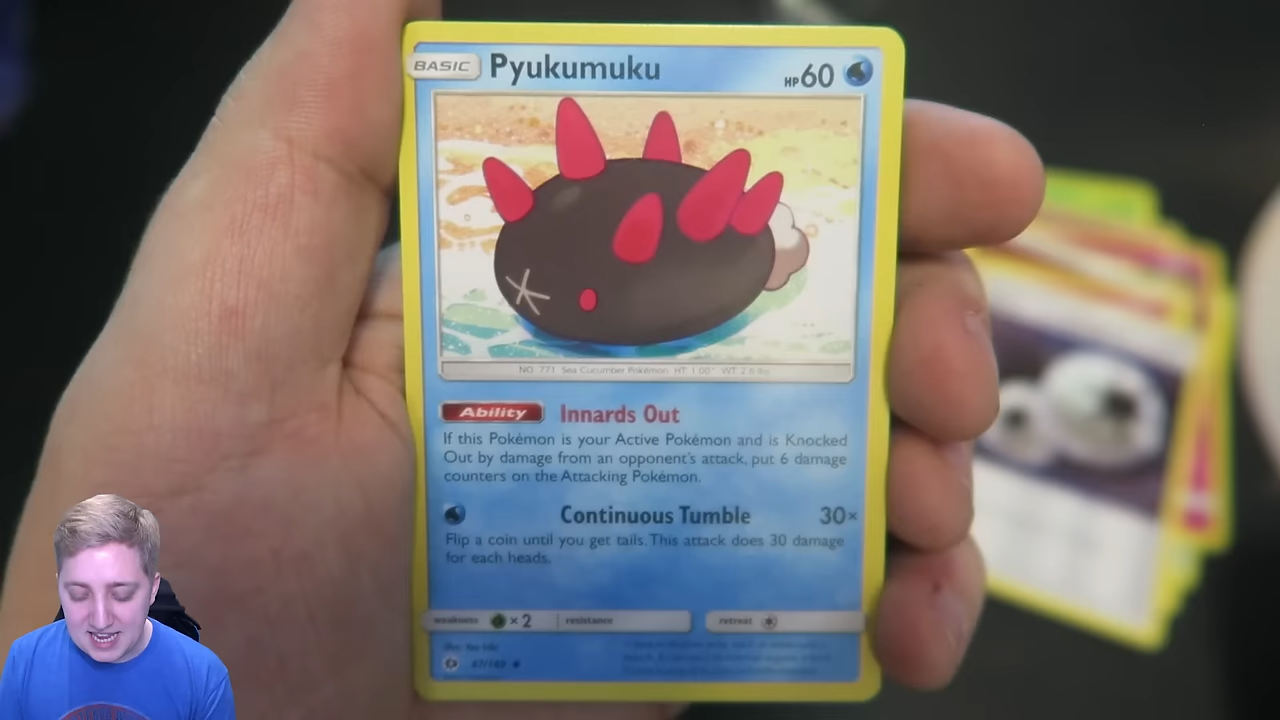 BASIC Pyukumuku HP60
NO. 771 Sea Cucumber Pokémon HT: 1'00" WT: 2.6 lbs
Ability Innards Out
If this Pokémon is your Active Pokémon and is Knocked
Out by damage from an opponent's attack, put 6 damage
counters on the Attacking Pokémon.
Continuous Tumble 30×
Flip a coin until you get tails. This attack does 30 damage
for each heads.
weakness ×2 resistance retreat